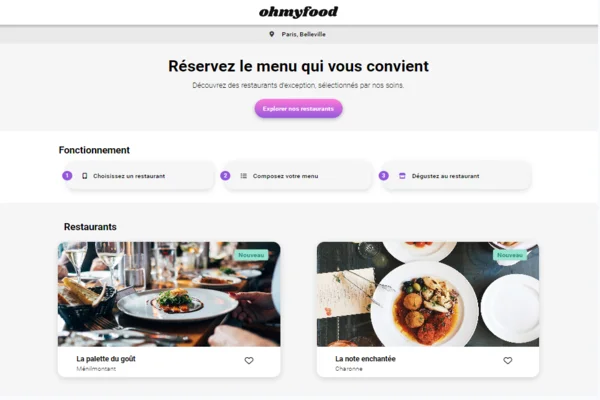 ohmyfood
Paris, Belleville
Réservez le menu qui vous convient
Découvrez des restaurants d'exception, sélectionnés par nos soins.
Explorer nos restaurants
Fonctionnement
1 Choisissez un restaurant
2 Composez votre menu
3 Dégustez au restaurant
Restaurants
Nouveau
Nouveau
La palette du goût
Ménilmontant
La note enchantée
Charonne